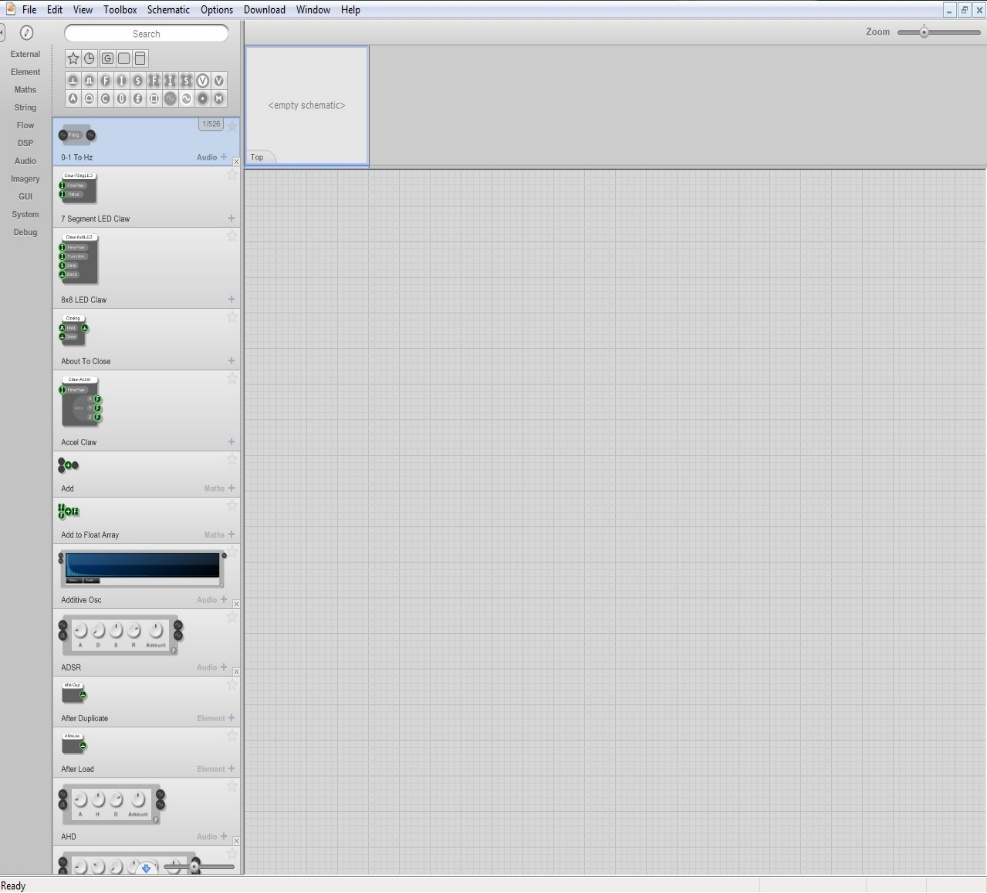 File Edit View Toolbox Schematic Options Download Window Help
Search
Zoom
External
Element
Maths
String
Flow
DSP
Audio
Imagery
GUI
System
Debug
1/526
0-1 To Hz Audio +
<empty schematic>
Top
7 Segment LED Claw +
8x8 LED Claw +
About To Close +
Accel Claw +
Add Maths +
Add to Float Array Maths +
Additive Osc Audio +
A D S R Amount
ADSR Audio +
After Duplicate Element +
After Load Element +
A H D Amount
AHD Audio +
Ready